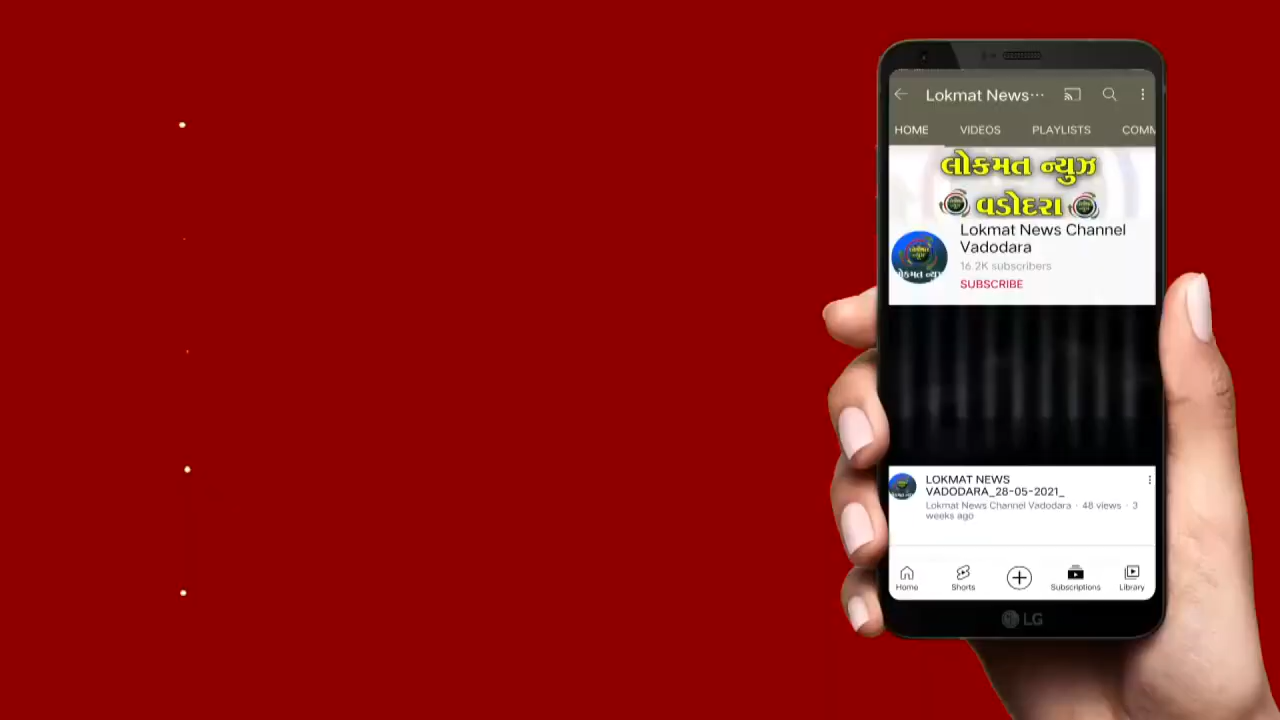 Lokmat News...
HOME VIDEOS PLAYLISTS COMM
લોકમત ન્યુઝ
વડોદરા
Lokmat News Channel
Vadodara
16.2K subscribers
SUBSCRIBE
લોકમત ન્યુઝ
LOKMAT NEWS
VADODARA_28-05-2021_
Lokmat News Channel Vadodara · 48 views · 3
weeks ago
Home Shorts Subscriptions Library
LG